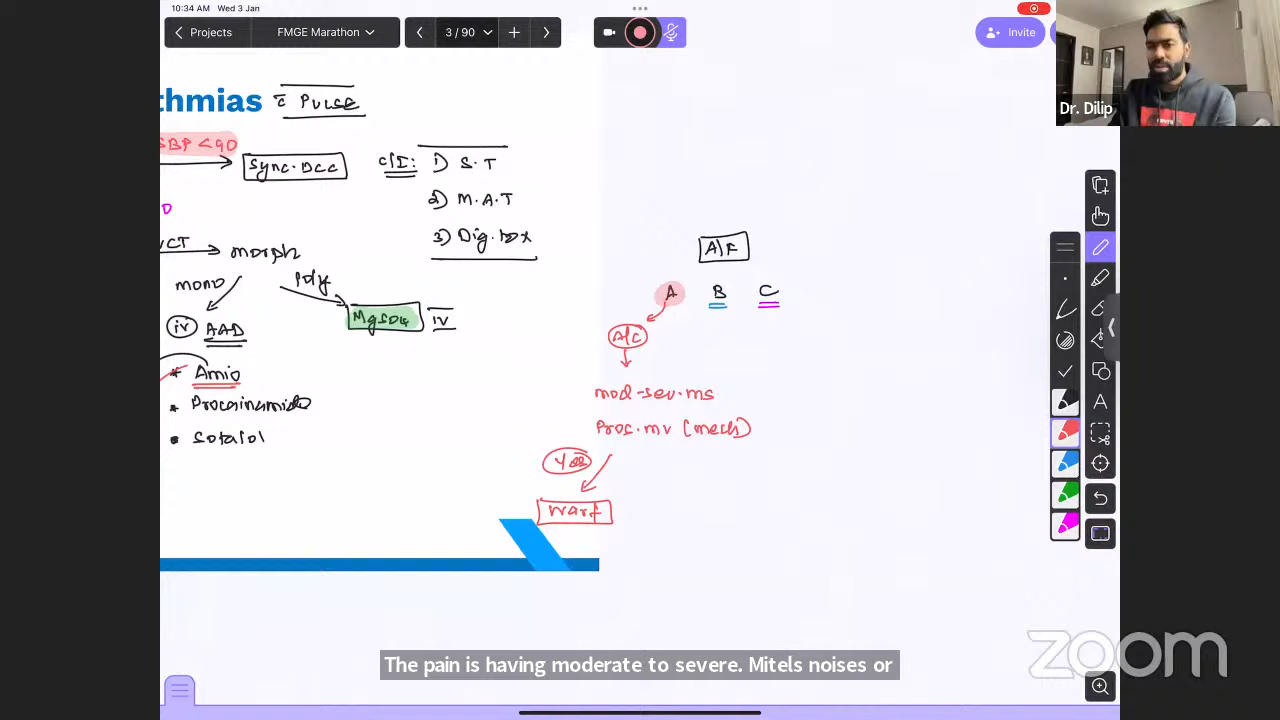 10:34 AM Wed 3 Jan
Projects
FMGE Marathon
3 / 90
Invite
Dr. Dilip
thmias c̄ Pulse
SBP <90
Sync. DCC
C/I: 1) S.T
2) M.A.T
3) Dig. tox
VCT
morph
mono
Poly
MgSO4 IV
IV AAD
* Amio
* Procainamide
* Sotalol
A/F
A B C
A/C
mod-sev.ms
Pros.mv (mech)
Yes
Warf
A
The pain is having moderate to severe. Mitels noises or
zoom